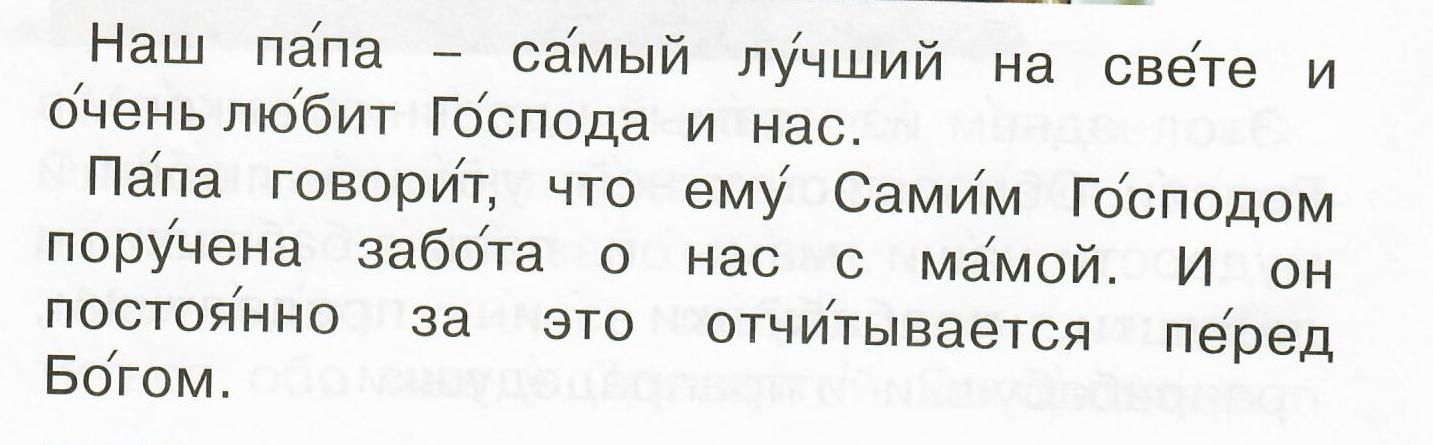 Наш па́па – са́мый лу́чший на све́те и
о́чень лю́бит Го́спода и нас.
Па́па говори́т, что ему́ Сами́м Го́сподом
пору́чена забо́та о нас с ма́мой. И он
постоя́нно за это отчи́тывается пе́ред
Бо́гом.